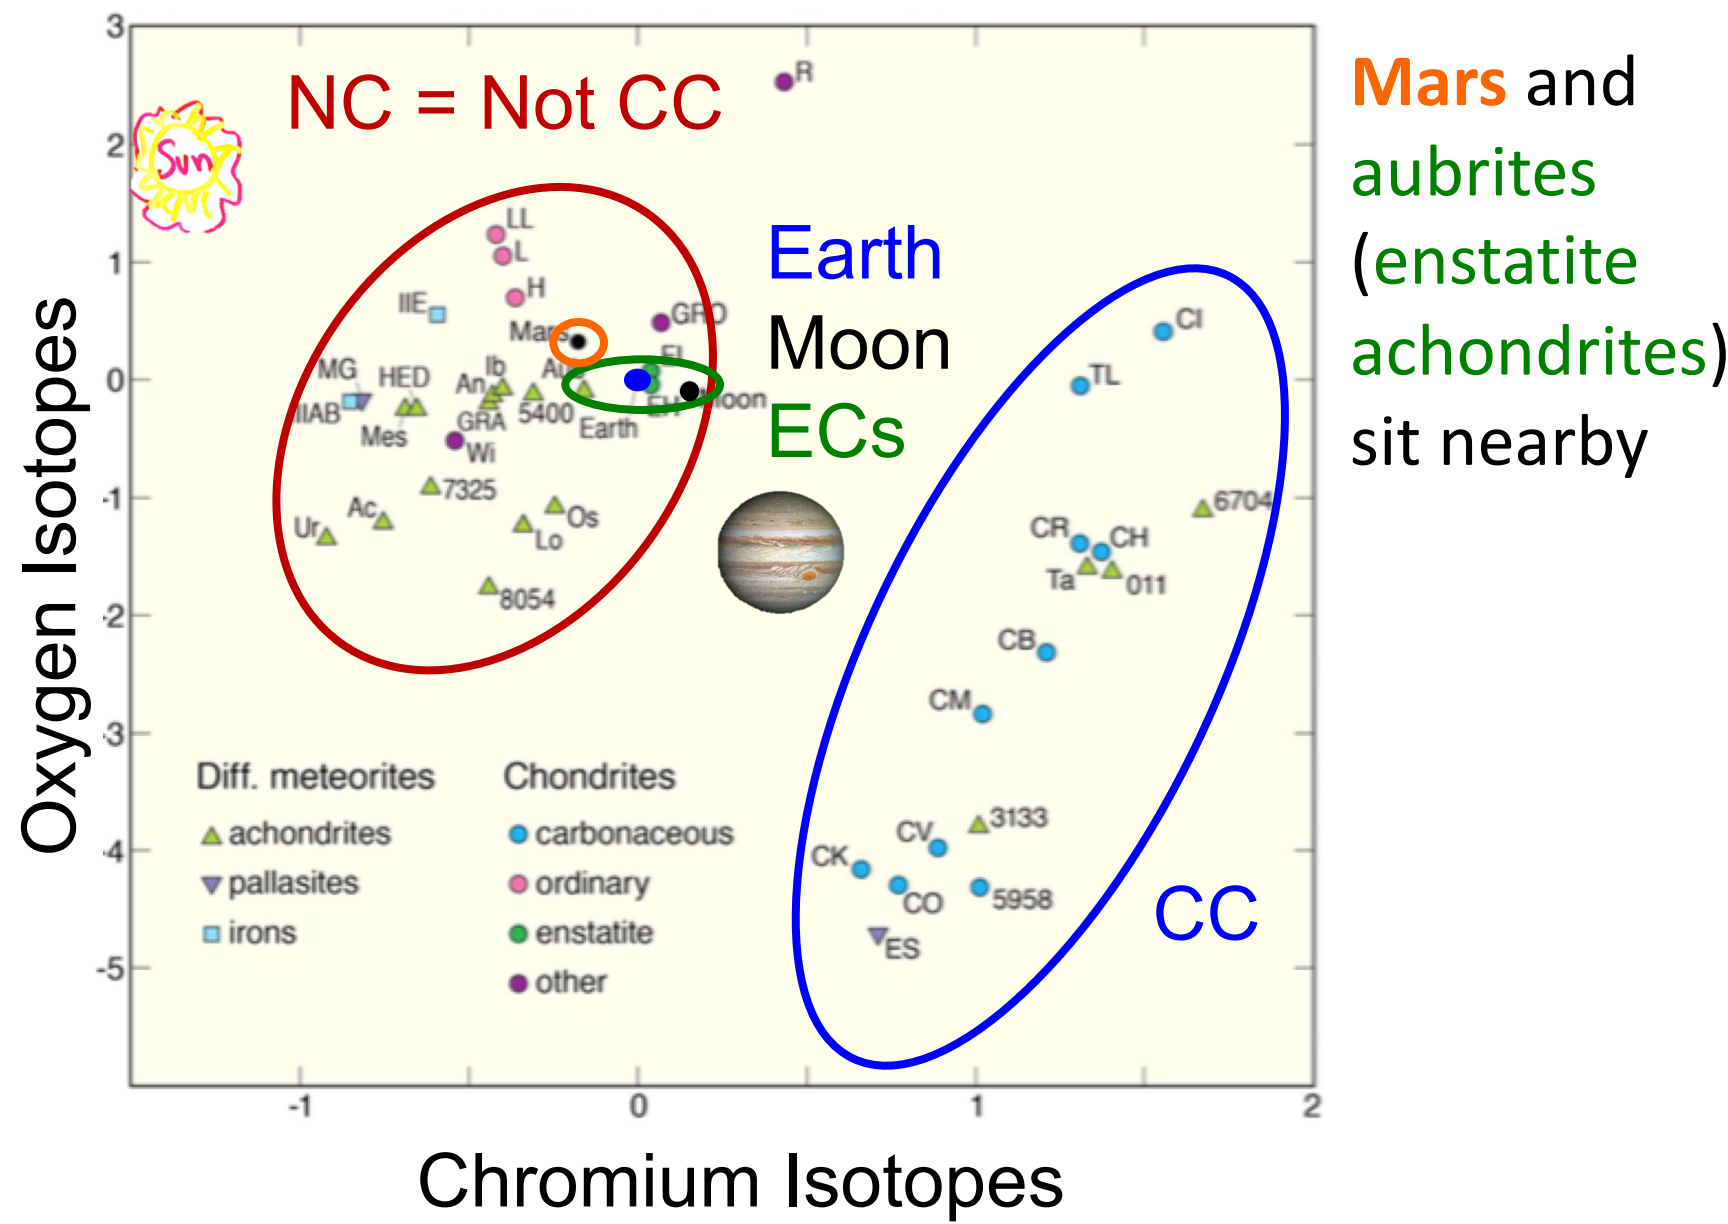 3
R
NC = Not CC
2
Sun
LL
L
1
H
IIE
GRO
Mars
Earth
Moon
ECs
CI
TL
0
MG
HED
Ib
An
EH
Moon
IIAB
Mes
GRA
5400
Earth
Wi
7325
-1
Ac
Os
Ur
Lo
8054
6704
CR
CH
Ta
011
-2
CB
CM
-3
Diff. meteorites
achondrites
pallasites
irons
Chondrites
carbonaceous
ordinary
enstatite
other
3133
CV
-4
CK
CO
5958
ES
CC
-5
-1
0
1
2
Oxygen Isotopes
Chromium Isotopes
Mars and
aubrites
(enstatite
achondrites)
sit nearby